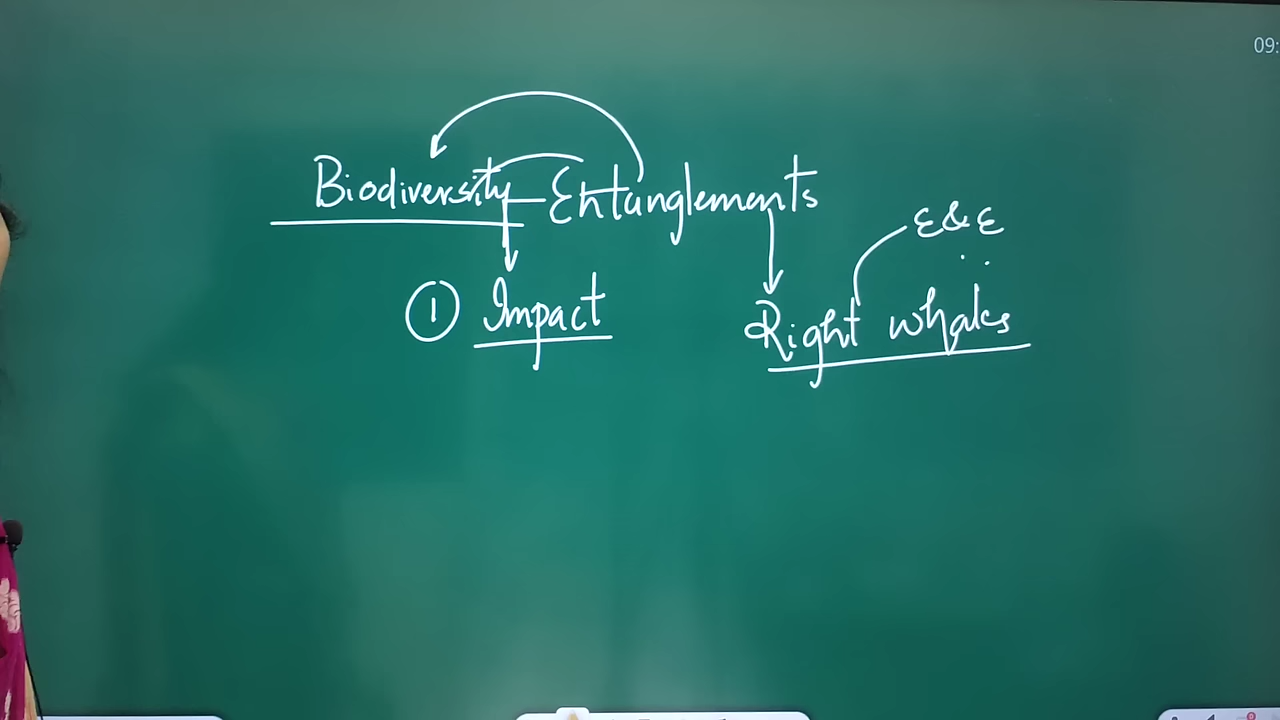 09:
Biodiversity – Entanglements
E&E
① Impact
Right whales